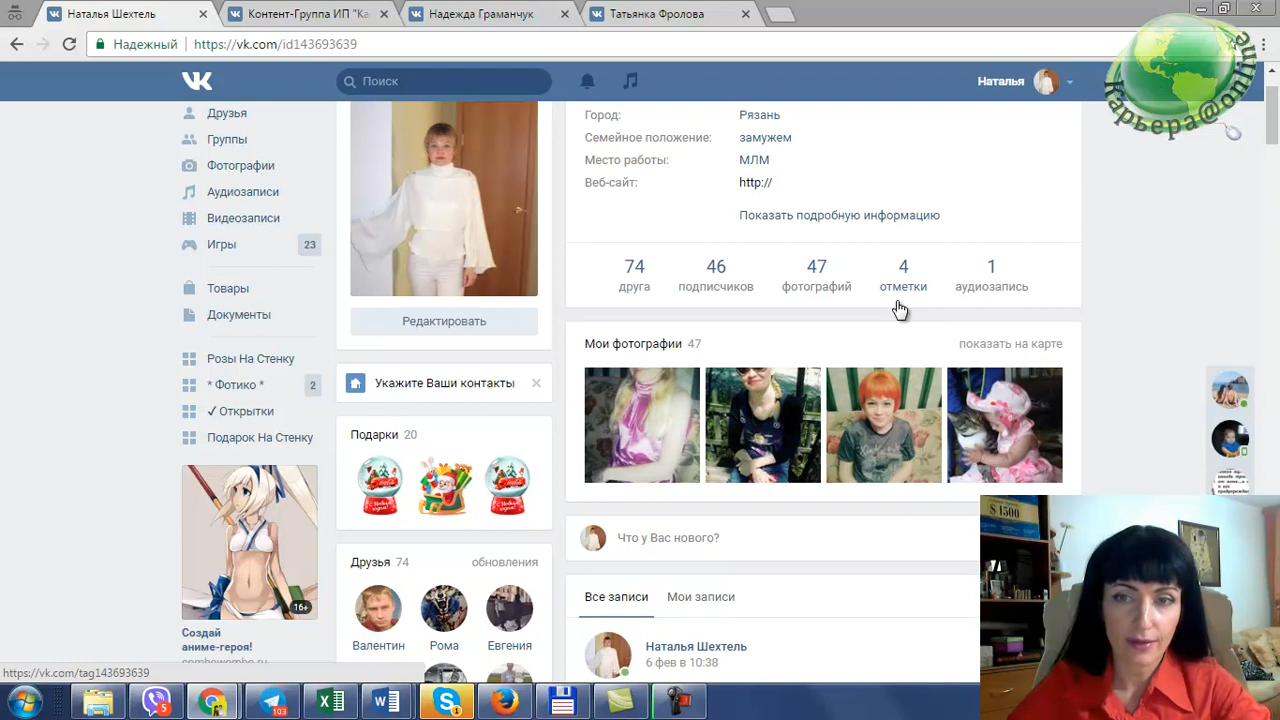 Наталья Шехтель
Контент-Группа ИП "Ка
Надежда Граманчук
Татьянка Фролова
Надежный
https://vk.com/id143693639
Поиск
Наталья
карьера@online
Друзья
Группы
Фотографии
Аудиозаписи
Видеозаписи
Игры 23
Товары
Документы
Розы На Стенку
* Фотико * 2
✓ Открытки
Подарок На Стенку
16+
Создай
аниме-героя!
Редактировать
Укажите Ваши контакты
Подарки 20
Друзья 74 обновления
Валентин Рома Евгения
Город: Рязань
Семейное положение: замужем
Место работы: МЛМ
Веб-сайт: http://
Показать подробную информацию
74 46 47 4 1
друга подписчиков фотографий отметки аудиозапись
Мои фотографии 47 показать на карте
Что у Вас нового?
Все записи Мои записи
Наталья Шехтель
6 фев в 10:38
$ 1500
https://vk.com/tag143693639
5
103
1